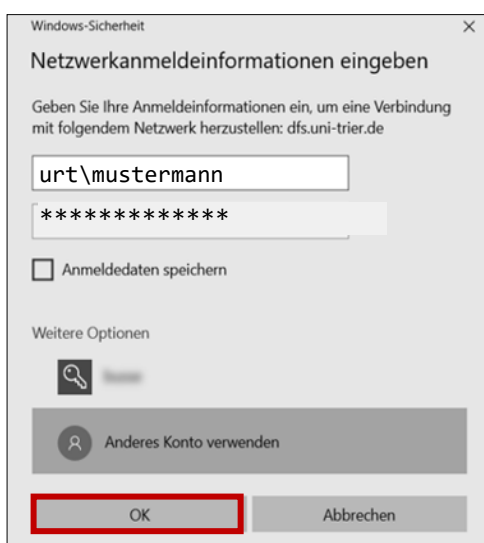 Windows-Sicherheit
Netzwerkanmeldeinformationen eingeben
Geben Sie Ihre Anmeldeinformationen ein, um eine Verbindung
mit folgendem Netzwerk herzustellen: dfs.uni-trier.de
urt\mustermann
*************
Anmeldedaten speichern
Weitere Optionen
Anderes Konto verwenden
OK
Abbrechen